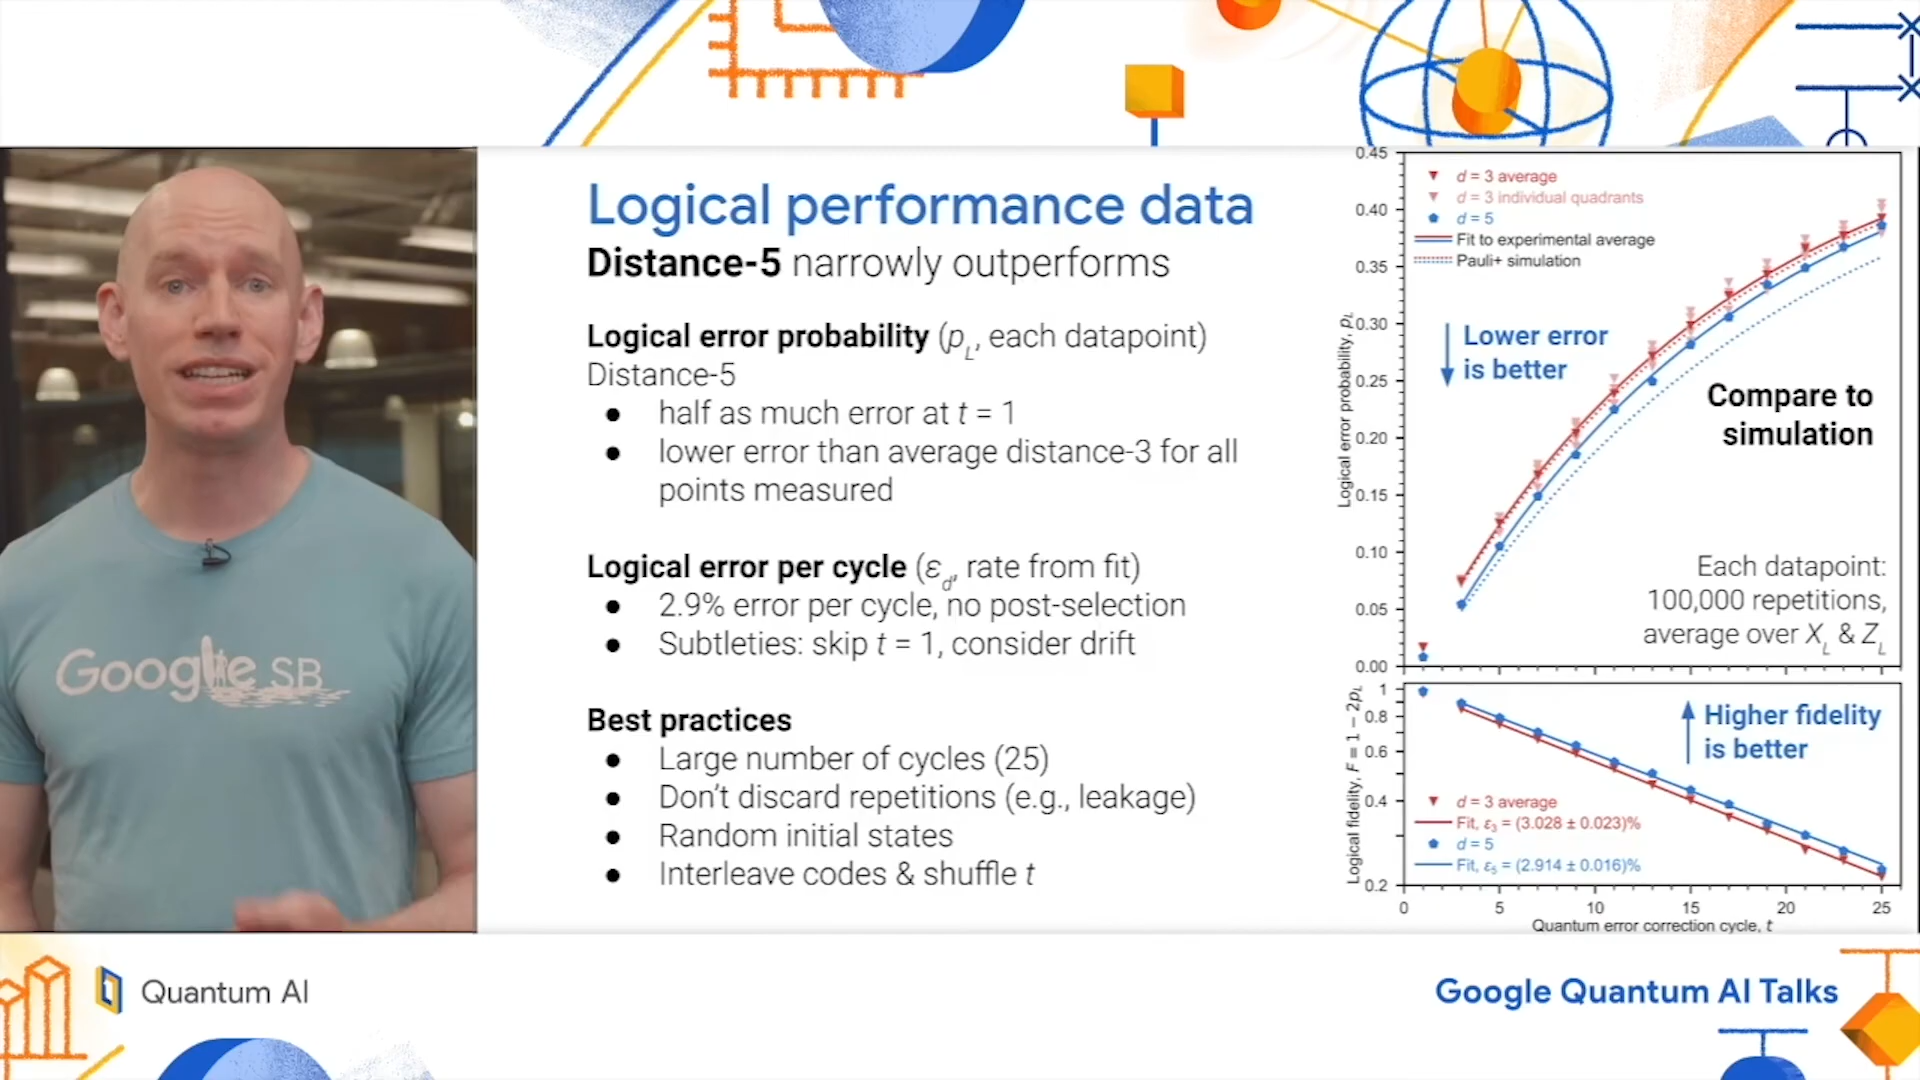 Logical performance data
Distance-5 narrowly outperforms
Logical error probability (pL, each datapoint)
Distance-5
● half as much error at t = 1
● lower error than average distance-3 for all
points measured
Logical error per cycle (εd, rate from fit)
● 2.9% error per cycle, no post-selection
● Subtleties: skip t = 1, consider drift
Best practices
● Large number of cycles (25)
● Don't discard repetitions (e.g., leakage)
● Random initial states
● Interleave codes & shuffle t
Google SB
0.45
0.40
0.35
0.30
0.25
0.20
0.15
0.10
0.05
0.00
Logical error probability, pL
d = 3 average
d = 3 individual quadrants
d = 5
Fit to experimental average
Pauli+ simulation
Lower error
is better
Compare to
simulation
Each datapoint:
100,000 repetitions,
average over XL & ZL
1
0.8
0.6
0.4
0.2
Logical fidelity, F = 1 − 2pL
Higher fidelity
is better
d = 3 average
Fit, ε3 = (3.028 ± 0.023)%
d = 5
Fit, ε5 = (2.914 ± 0.016)%
0 5 10 15 20 25
Quantum error correction cycle, t
Quantum AI
Google Quantum AI Talks